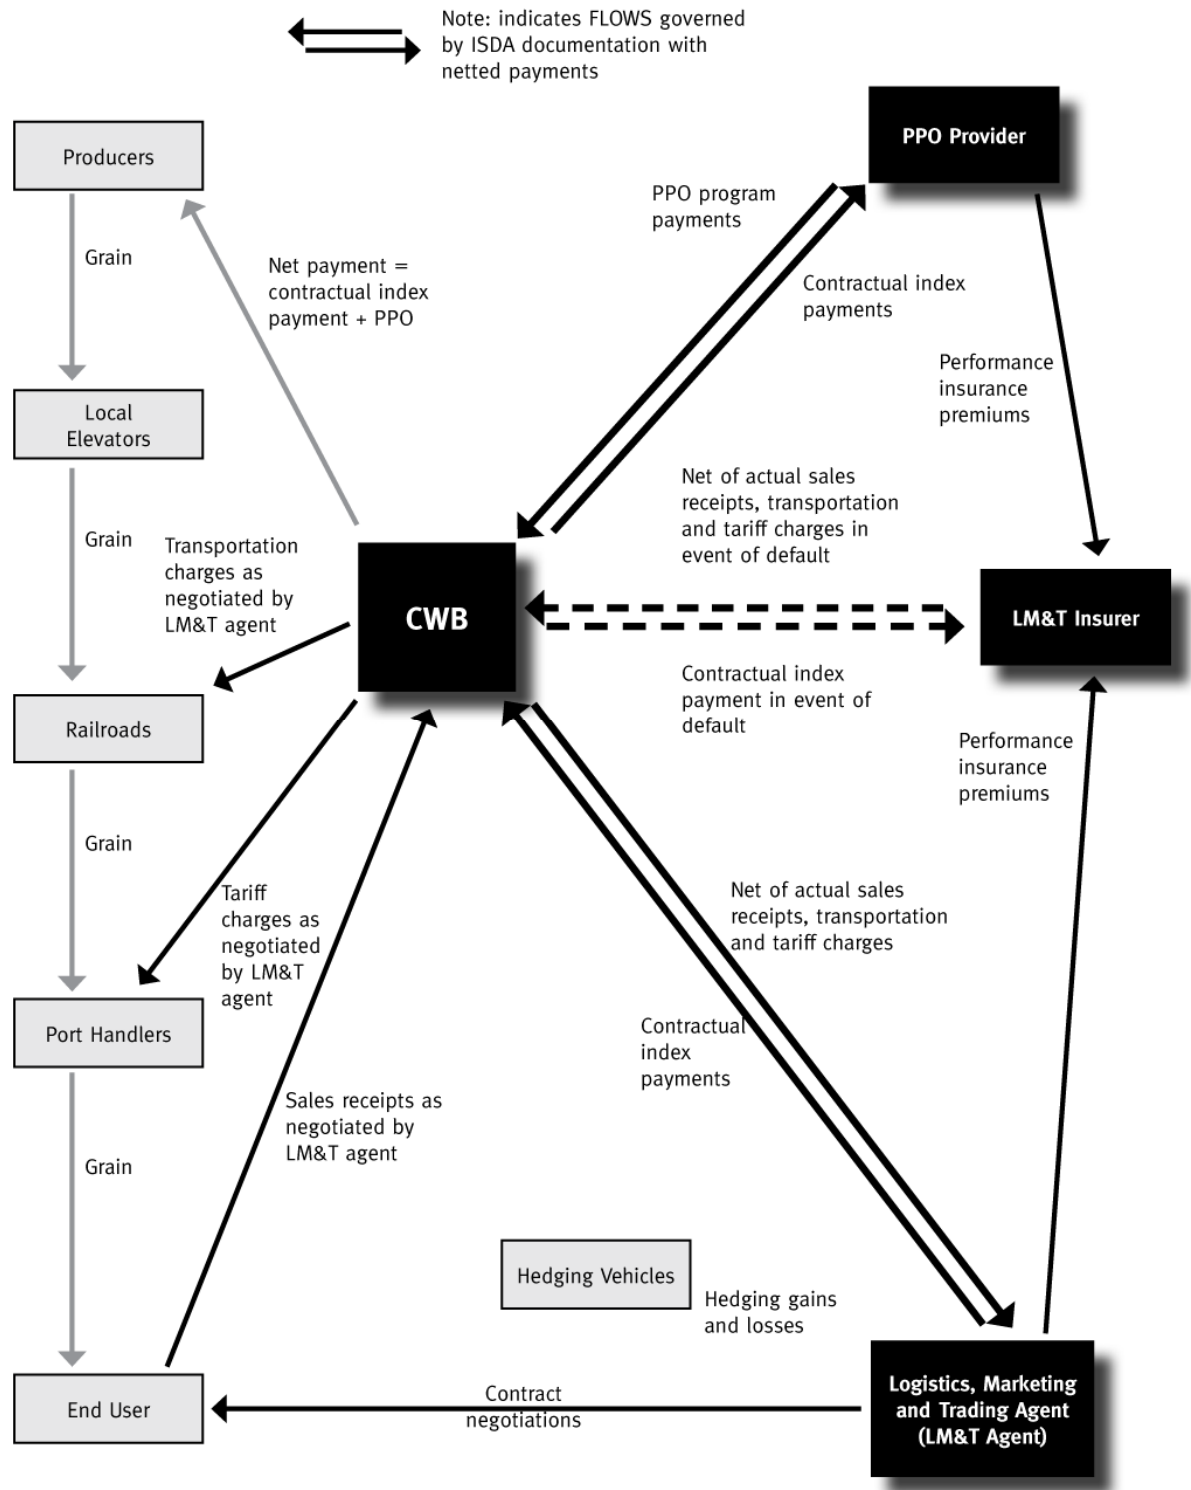 Note: indicates FLOWS governed
by ISDA documentation with
netted payments
PPO Provider
Producers
PPO program
payments
Grain
Net payment =
contractual index
payment + PPO
Contractual index
payments
Performance
insurance
premiums
Local
Elevators
Net of actual sales
receipts, transportation
and tariff charges in
event of default
Grain
Transportation
charges as
negotiated by
LM&T agent
CWB
LM&T Insurer
Contractual index
payment in event of
default
Railroads
Performance
insurance
premiums
Grain
Tariff
charges as
negotiated
by LM&T
agent
Net of actual sales
receipts, transportation
and tariff charges
Port Handlers
Contractual
index
payments
Sales receipts as
negotiated by
LM&T agent
Grain
Hedging Vehicles
Hedging gains
and losses
End User
Contract
negotiations
Logistics, Marketing
and Trading Agent
(LM&T Agent)